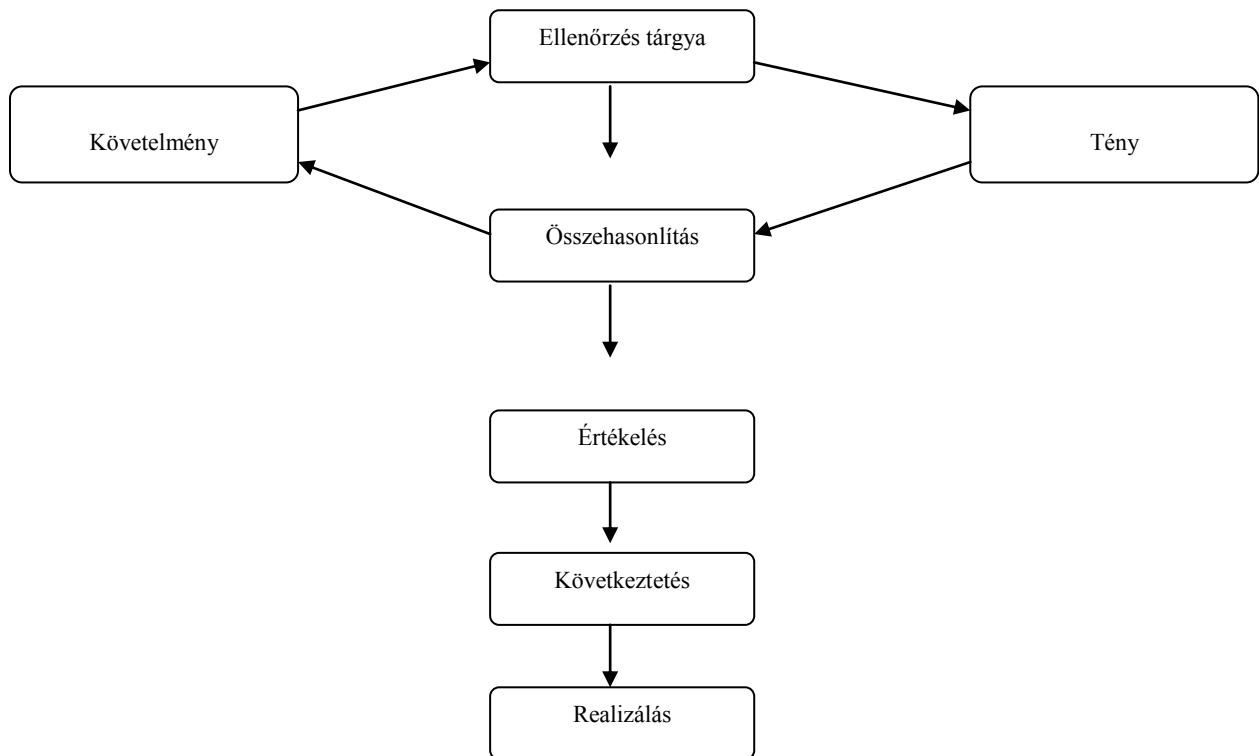 Ellenőrzés tárgya
Követelmény
Tény
Összehasonlítás
Értékelés
Következtetés
Realizálás